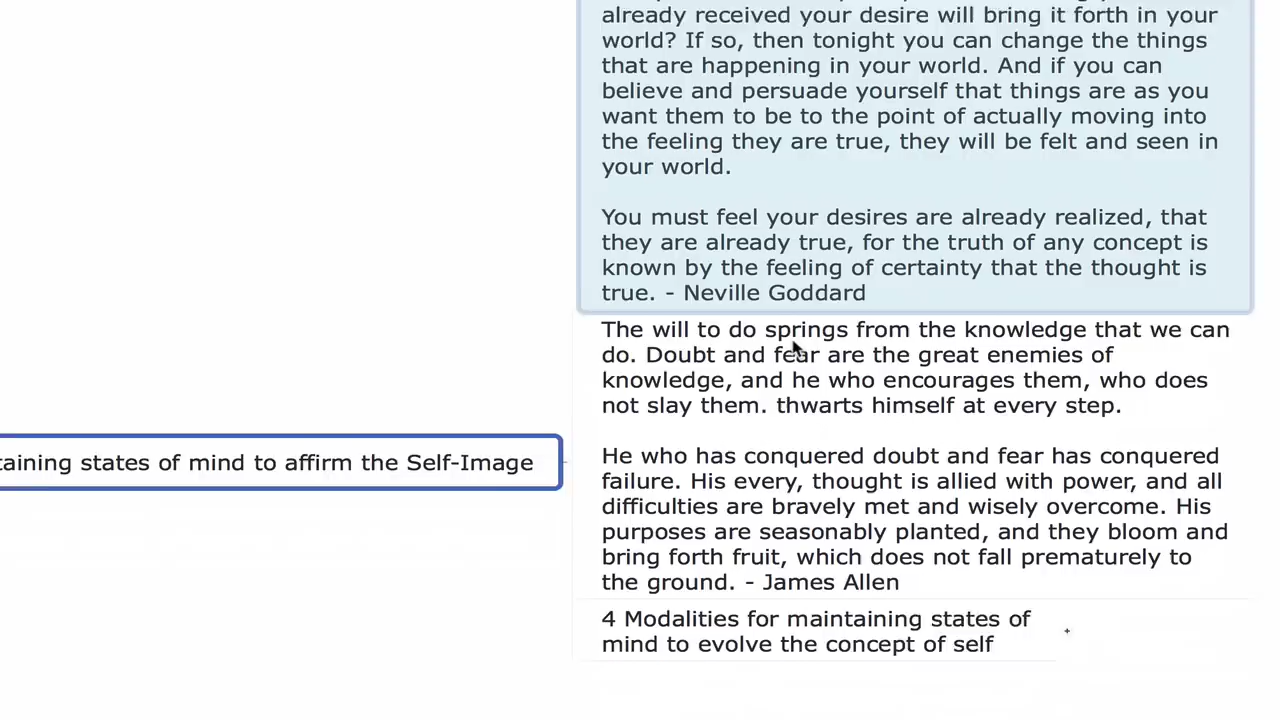 already received your desire will bring it forth in your
world? If so, then tonight you can change the things
that are happening in your world. And if you can
believe and persuade yourself that things are as you
want them to be to the point of actually moving into
the feeling they are true, they will be felt and seen in
your world.
You must feel your desires are already realized, that
they are already true, for the truth of any concept is
known by the feeling of certainty that the thought is
true. - Neville Goddard
The will to do springs from the knowledge that we can
do. Doubt and fear are the great enemies of
knowledge, and he who encourages them, who does
not slay them. thwarts himself at every step.
taining states of mind to affirm the Self-Image
He who has conquered doubt and fear has conquered
failure. His every, thought is allied with power, and all
difficulties are bravely met and wisely overcome. His
purposes are seasonably planted, and they bloom and
bring forth fruit, which does not fall prematurely to
the ground. - James Allen
4 Modalities for maintaining states of
mind to evolve the concept of self